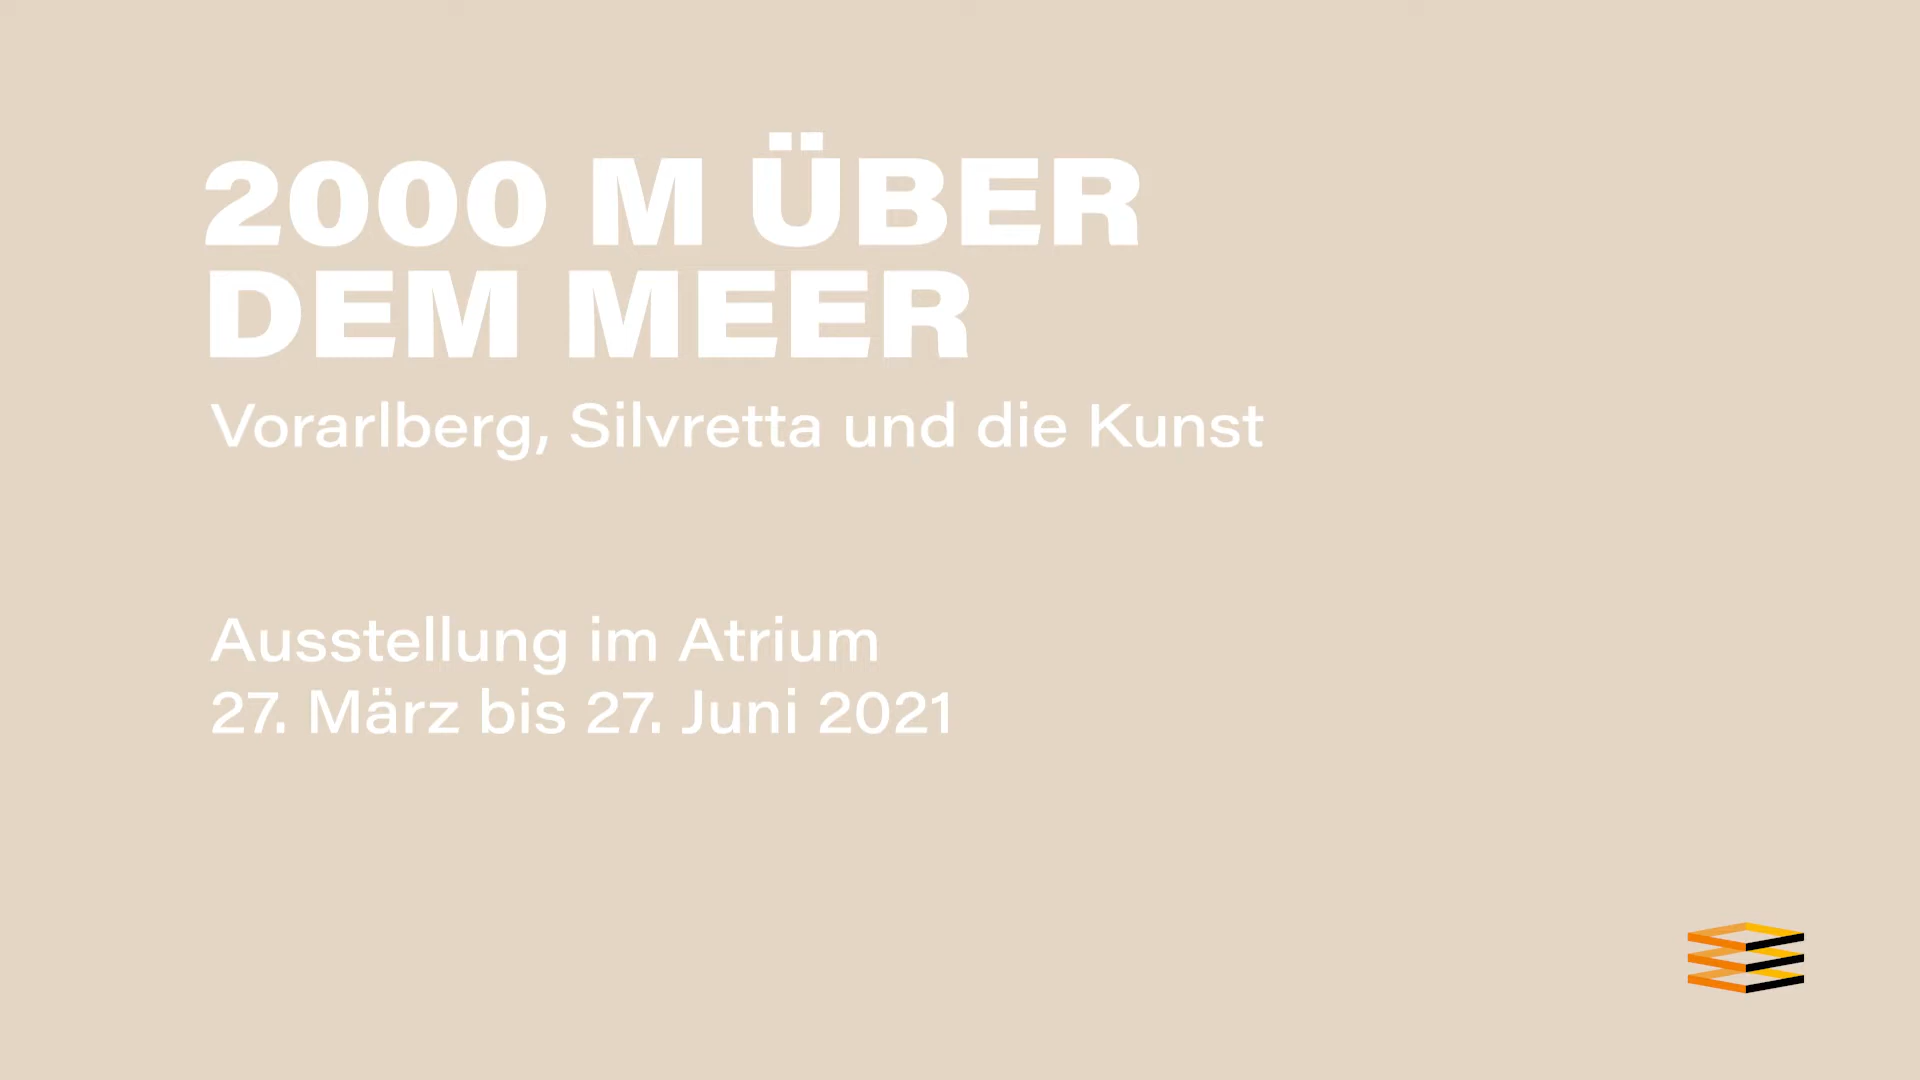 2000 M ÜBER
DEM MEER
Vorarlberg, Silvretta und die Kunst
Ausstellung im Atrium
27. März bis 27. Juni 2021